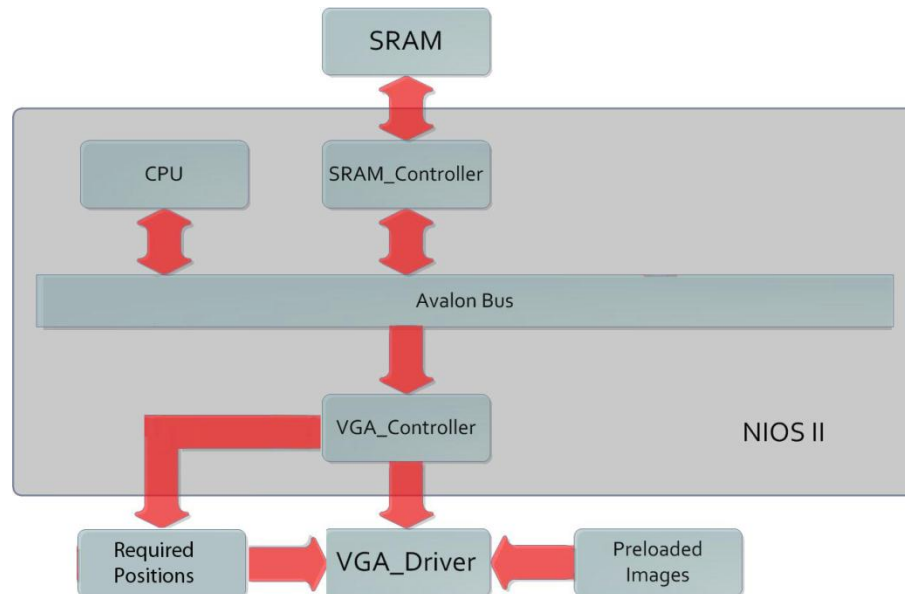 SRAM
CPU
SRAM_Controller
Avalon Bus
VGA_Controller
NIOS II
Required
Positions
VGA_Driver
Preloaded
Images